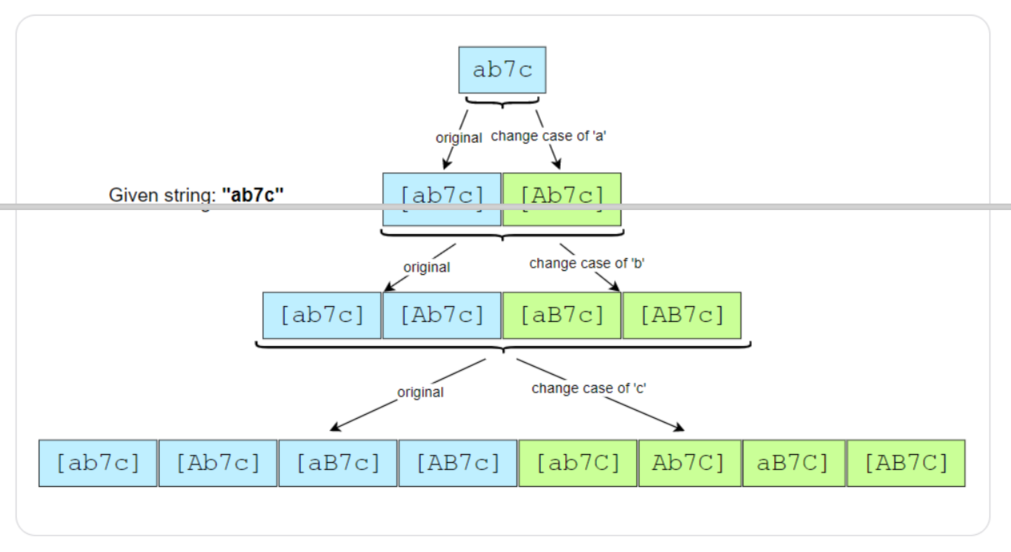 ab7c
original change case of 'a'
Given string: "ab7c"
[ab7c] [Ab7c]
original change case of 'b'
[ab7c] [Ab7c] [aB7c] [AB7c]
original change case of 'c'
[ab7c] [Ab7c] [aB7c] [AB7c] [ab7C] Ab7C] aB7C] [AB7C]